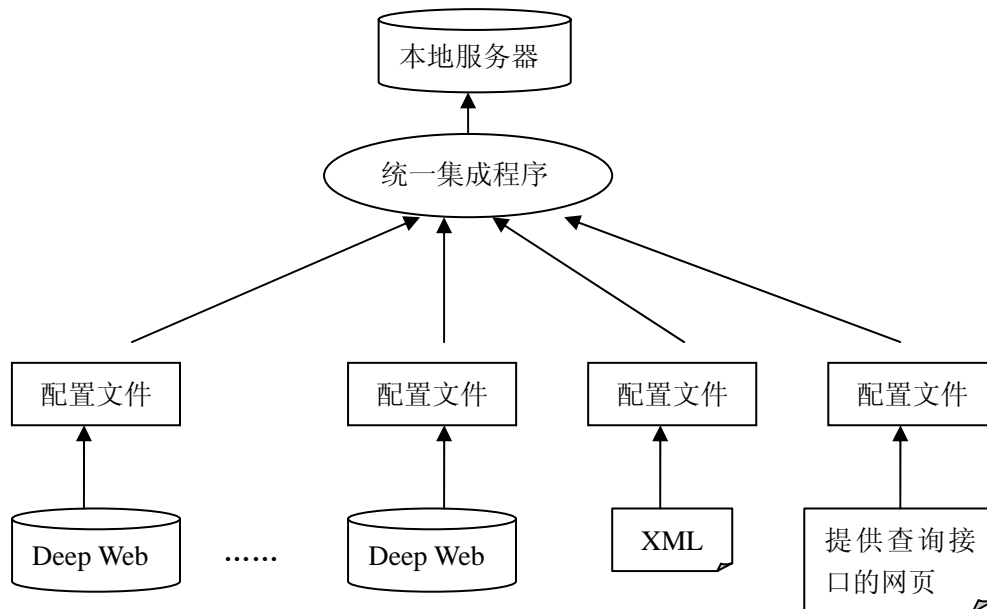 本地服务器
统一集成程序
配置文件
配置文件
配置文件
配置文件
Deep Web
……
Deep Web
XML
提供查询接
口的网页